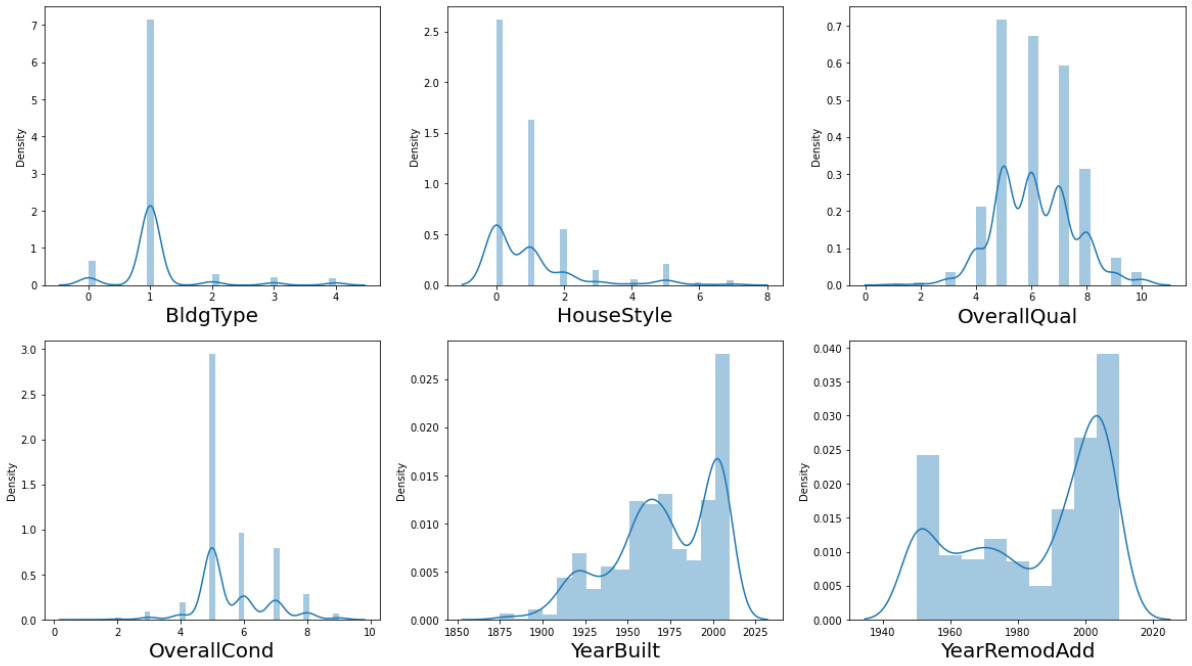 Density
7
6
5
4
3
2
1
0
0 1 2 3 4
BldgType
Density
2.5
2.0
1.5
1.0
0.5
0.0
0 2 4 6 8
HouseStyle
Density
0.7
0.6
0.5
0.4
0.3
0.2
0.1
0.0
0 2 4 6 8 10
OverallQual
Density
3.0
2.5
2.0
1.5
1.0
0.5
0.0
0 2 4 6 8 10
OverallCond
Density
0.025
0.020
0.015
0.010
0.005
0.000
1850 1875 1900 1925 1950 1975 2000 2025
YearBuilt
Density
0.040
0.035
0.030
0.025
0.020
0.015
0.010
0.005
0.000
1940 1960 1980 2000 2020
YearRemodAdd